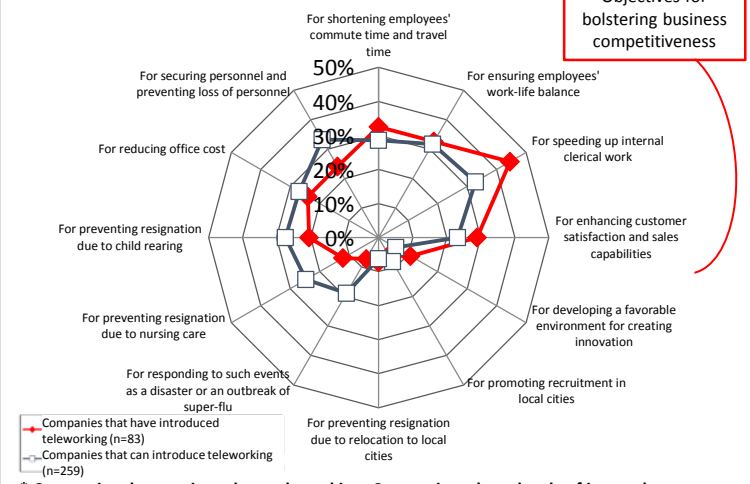 Objectives for
bolstering business
competitiveness
For shortening employees'
commute time and travel
time
For ensuring employees'
work-life balance
For speeding up internal
clerical work
For enhancing customer
satisfaction and sales
capabilities
For developing a favorable
environment for creating
innovation
For promoting recruitment in
local cities
For preventing resignation
due to relocation to local
cities
For responding to such events
as a disaster or an outbreak of
super-flu
For preventing resignation
due to nursing care
For preventing resignation
due to child rearing
For reducing office cost
For securing personnel and
preventing loss of personnel
50%
40%
30%
20%
10%
0%
Companies that have introduced
teleworking (n=83)
Companies that can introduce teleworking
(n=259)